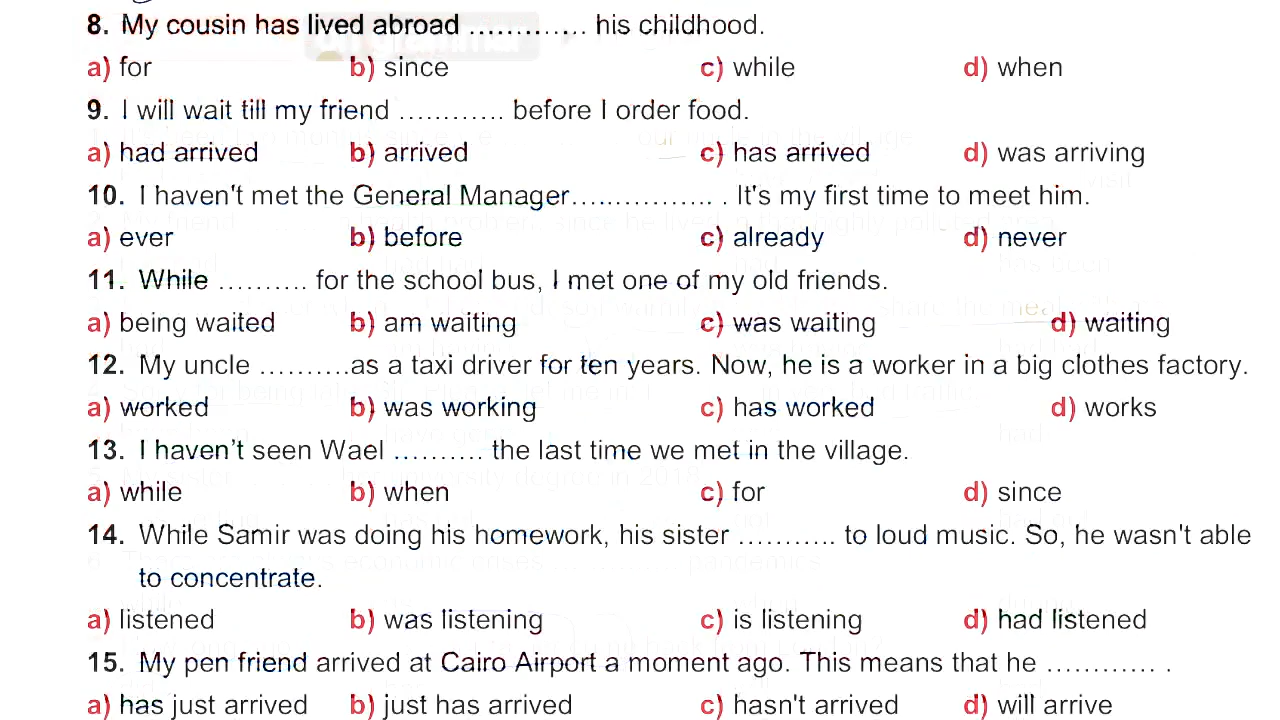 8. My cousin has lived abroad ............. his childhood.
a) for b) since c) while d) when
9. I will wait till my friend ............ before I order food.
a) had arrived b) arrived c) has arrived d) was arriving
10. I haven't met the General Manager.................. . It's my first time to meet him.
a) ever b) before c) already d) never
11. While .......... for the school bus, I met one of my old friends.
a) being waited b) am waiting c) was waiting d) waiting
12. My uncle ..........as a taxi driver for ten years. Now, he is a worker in a big clothes factory.
a) worked b) was working c) has worked d) works
13. I haven't seen Wael .......... the last time we met in the village.
a) while b) when c) for d) since
14. While Samir was doing his homework, his sister ........... to loud music. So, he wasn't able
to concentrate.
a) listened b) was listening c) is listening d) had listened
15. My pen friend arrived at Cairo Airport a moment ago. This means that he ............ .
a) has just arrived b) just has arrived c) hasn't arrived d) will arrive